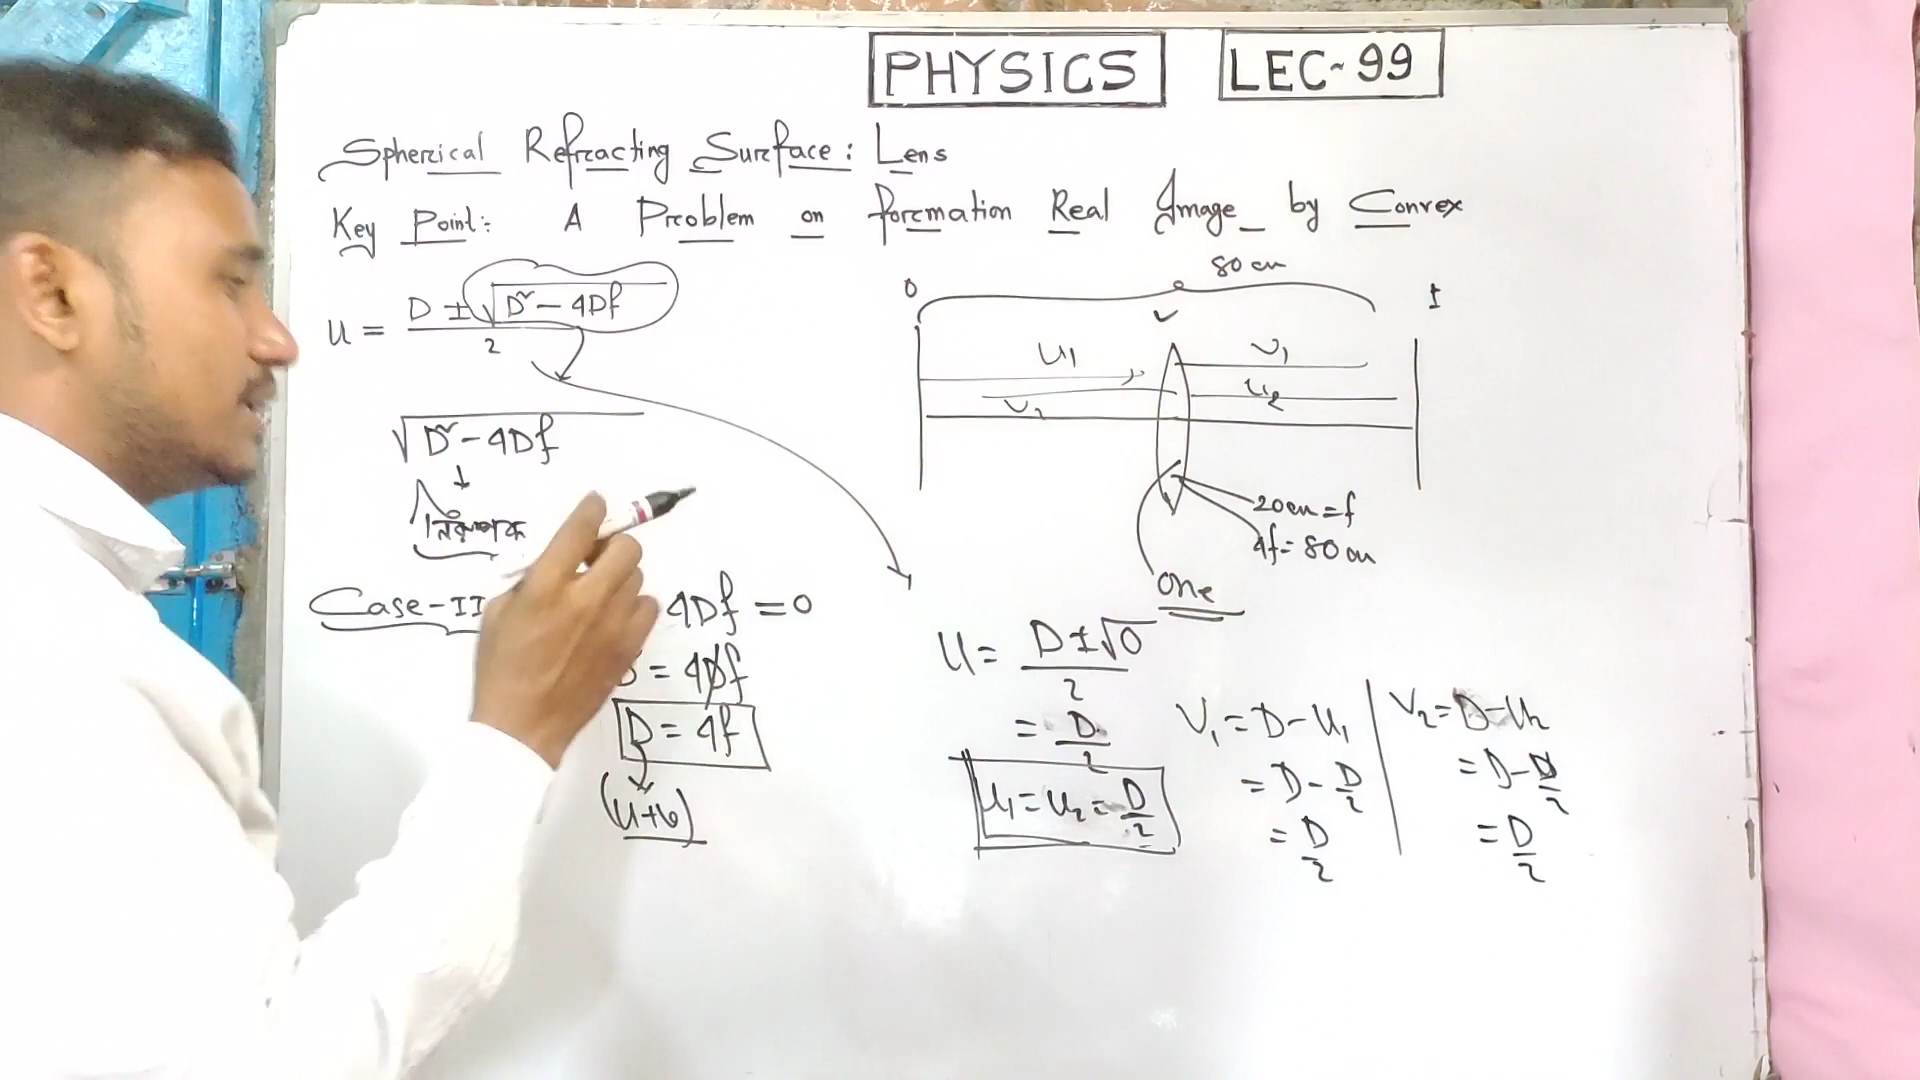 PHYSICS LEC-99
Spherical Refracting Surface: Lens
Key Point: A Problem on formation Real Image by Convex
u = D ± √D² - 4Df / 2
√D² - 4Df
↓
নিরূপক
Case-II
4Df = 0
= 4Df
D = 4f
(u+v)
80 cm
O I
u₁ v₁
v₂ u₂
20cm = f
4f = 80 cm
One
u = D ± √0 / 2
= D/2
u₁ = u₂ = D/2
V₁ = D - u₁
= D - D/2
= D/2
V₂ = D - u₂
= D - D/2
= D/2